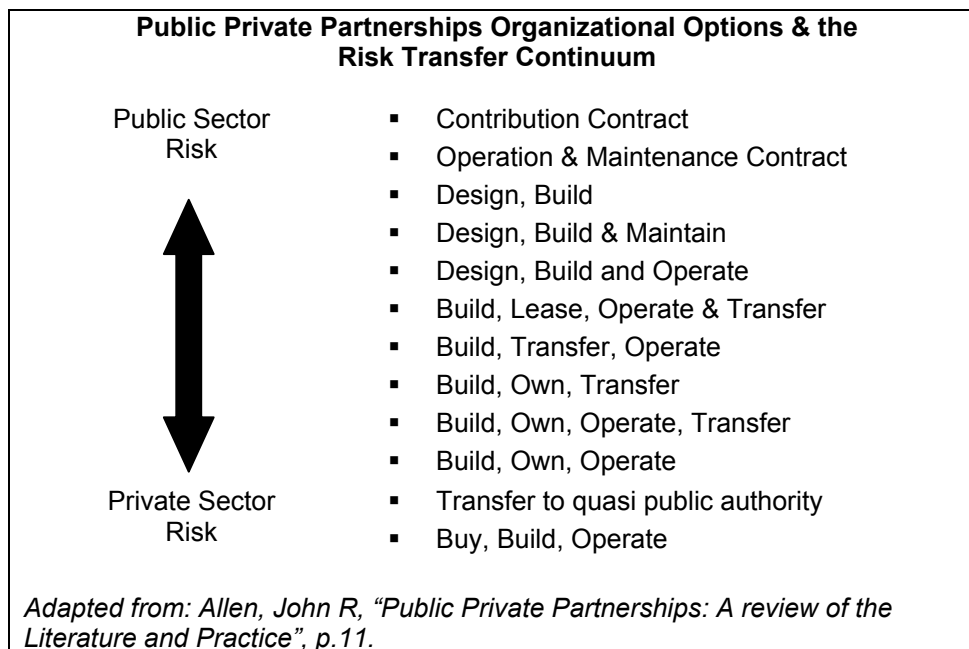 Public Private Partnerships Organizational Options & the
Risk Transfer Continuum
Public Sector
Risk
▪ Contribution Contract
▪ Operation & Maintenance Contract
▪ Design, Build
▪ Design, Build & Maintain
▪ Design, Build and Operate
▪ Build, Lease, Operate & Transfer
▪ Build, Transfer, Operate
▪ Build, Own, Transfer
▪ Build, Own, Operate, Transfer
▪ Build, Own, Operate
Private Sector
Risk
▪ Transfer to quasi public authority
▪ Buy, Build, Operate
Adapted from: Allen, John R, “Public Private Partnerships: A review of the
Literature and Practice”, p.11.